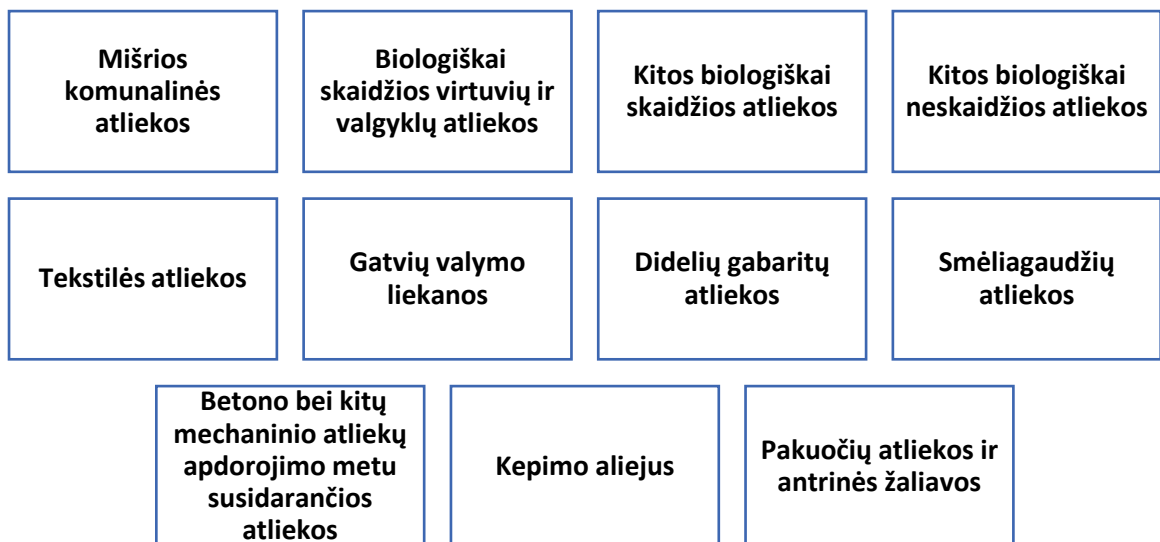 Mišrios
komunalinės
atliekos
Biologiškai
skaidžios virtuvių ir
valgyklų atliekos
Kitos biologiškai
skaidžios atliekos
Kitos biologiškai
neskaidžios atliekos
Tekstilės atliekos
Gatvių valymo
liekanos
Didelių gabaritų
atliekos
Smėliagaudžių
atliekos
Betono bei kitų
mechaninio atliekų
apdorojimo metu
susidarančios
atliekos
Kepimo aliejus
Pakuočių atliekos ir
antrinės žaliavos